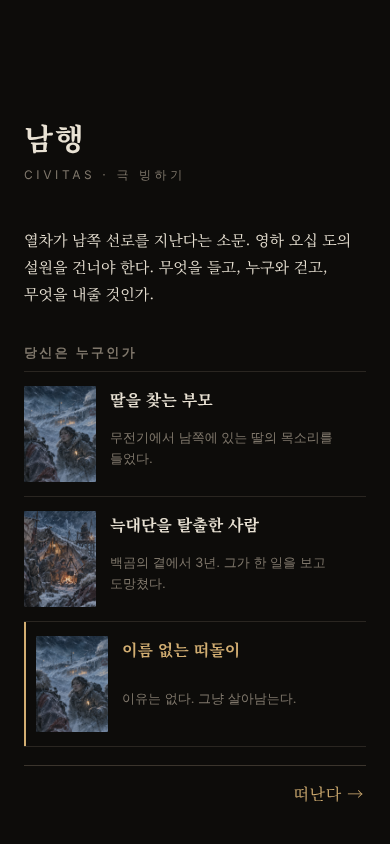 남행
CIVITAS · 극 빙하기
열차가 남쪽 선로를 지난다는 소문. 영하 오십 도의
설원을 건너야 한다. 무엇을 들고, 누구와 걷고,
무엇을 내줄 것인가.
당신은 누구인가
딸을 찾는 부모
무전기에서 남쪽에 있는 딸의 목소리를
들었다.
늑대단을 탈출한 사람
백곰의 곁에서 3년. 그가 한 일을 보고
도망쳤다.
이름 없는 떠돌이
이유는 없다. 그냥 살아남는다.
떠난다 →